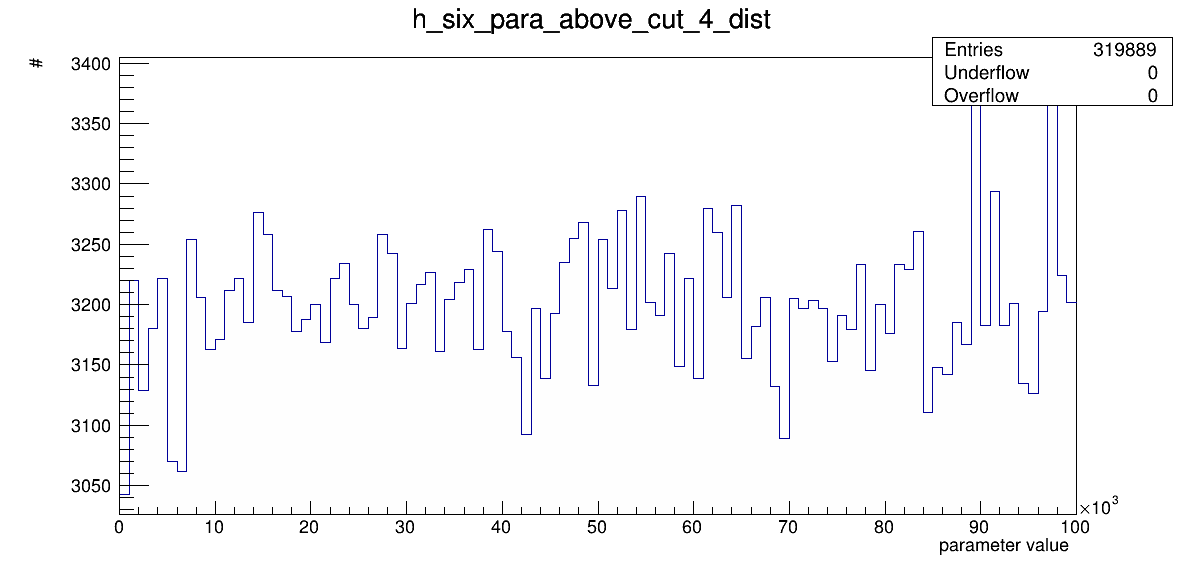 h_six_para_above_cut_4_dist
#
Entries 319889
Underflow 0
Overflow 0
3400
3350
3300
3250
3200
3150
3100
3050
0 10 20 30 40 50 60 70 80 90 100
×10³
parameter value